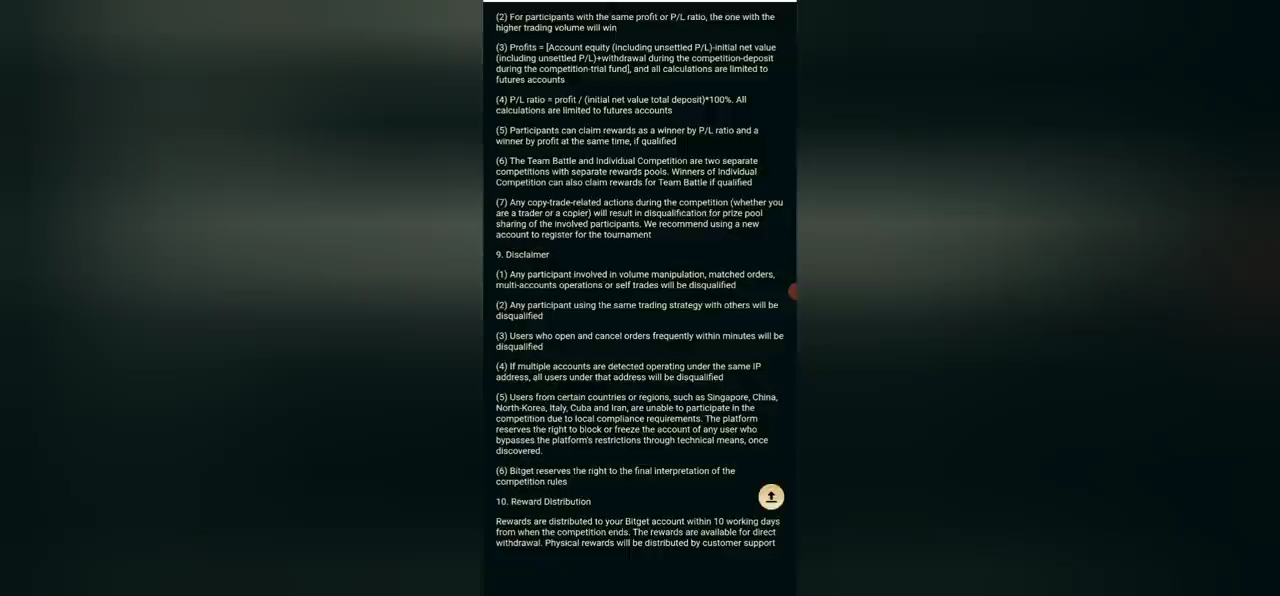 (2) For participants with the same profit or P/L ratio, the one with the
higher trading volume will win
(3) Profits = [Account equity (including unsettled P/L)-initial net value
(including unsettled P/L)+withdrawal during the competition-deposit
during the competition-trial fund], and all calculations are limited to
futures accounts
(4) P/L ratio = profit / (initial net value total deposit)*100%. All
calculations are limited to futures accounts
(5) Participants can claim rewards as a winner by P/L ratio and a
winner by profit at the same time, if qualified
(6) The Team Battle and Individual Competition are two separate
competitions with separate rewards pools. Winners of Individual
Competition can also claim rewards for Team Battle if qualified
(7) Any copy-trade-related actions during the competition (whether you
are a trader or a copier) will result in disqualification for prize pool
sharing of the involved participants. We recommend using a new
account to register for the tournament
9. Disclaimer
(1) Any participant involved in volume manipulation, matched orders,
multi-accounts operations or self trades will be disqualified
(2) Any participant using the same trading strategy with others will be
disqualified
(3) Users who open and cancel orders frequently within minutes will be
disqualified
(4) If multiple accounts are detected operating under the same IP
address, all users under that address will be disqualified
(5) Users from certain countries or regions, such as Singapore, China,
North-Korea, Italy, Cuba and Iran, are unable to participate in the
competition due to local compliance requirements. The platform
reserves the right to block or freeze the account of any user who
bypasses the platform's restrictions through technical means, once
discovered.
(6) Bitget reserves the right to the final interpretation of the
competition rules
10. Reward Distribution
Rewards are distributed to your Bitget account within 10 working days
from when the competition ends. The rewards are available for direct
withdrawal. Physical rewards will be distributed by customer support